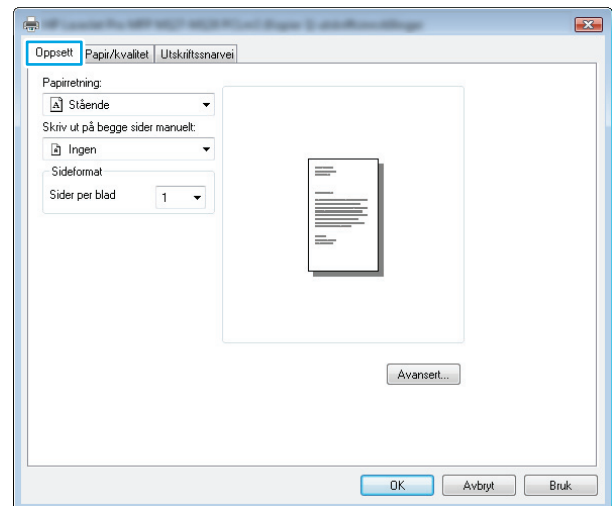 Oppsett Papir/kvalitet Utskriftssnarvei
Papirretning:
Stående
Skriv ut på begge sider manuelt:
Ingen
Sideformat
Sider per blad 1
Avansert...
OK Avbryt Bruk